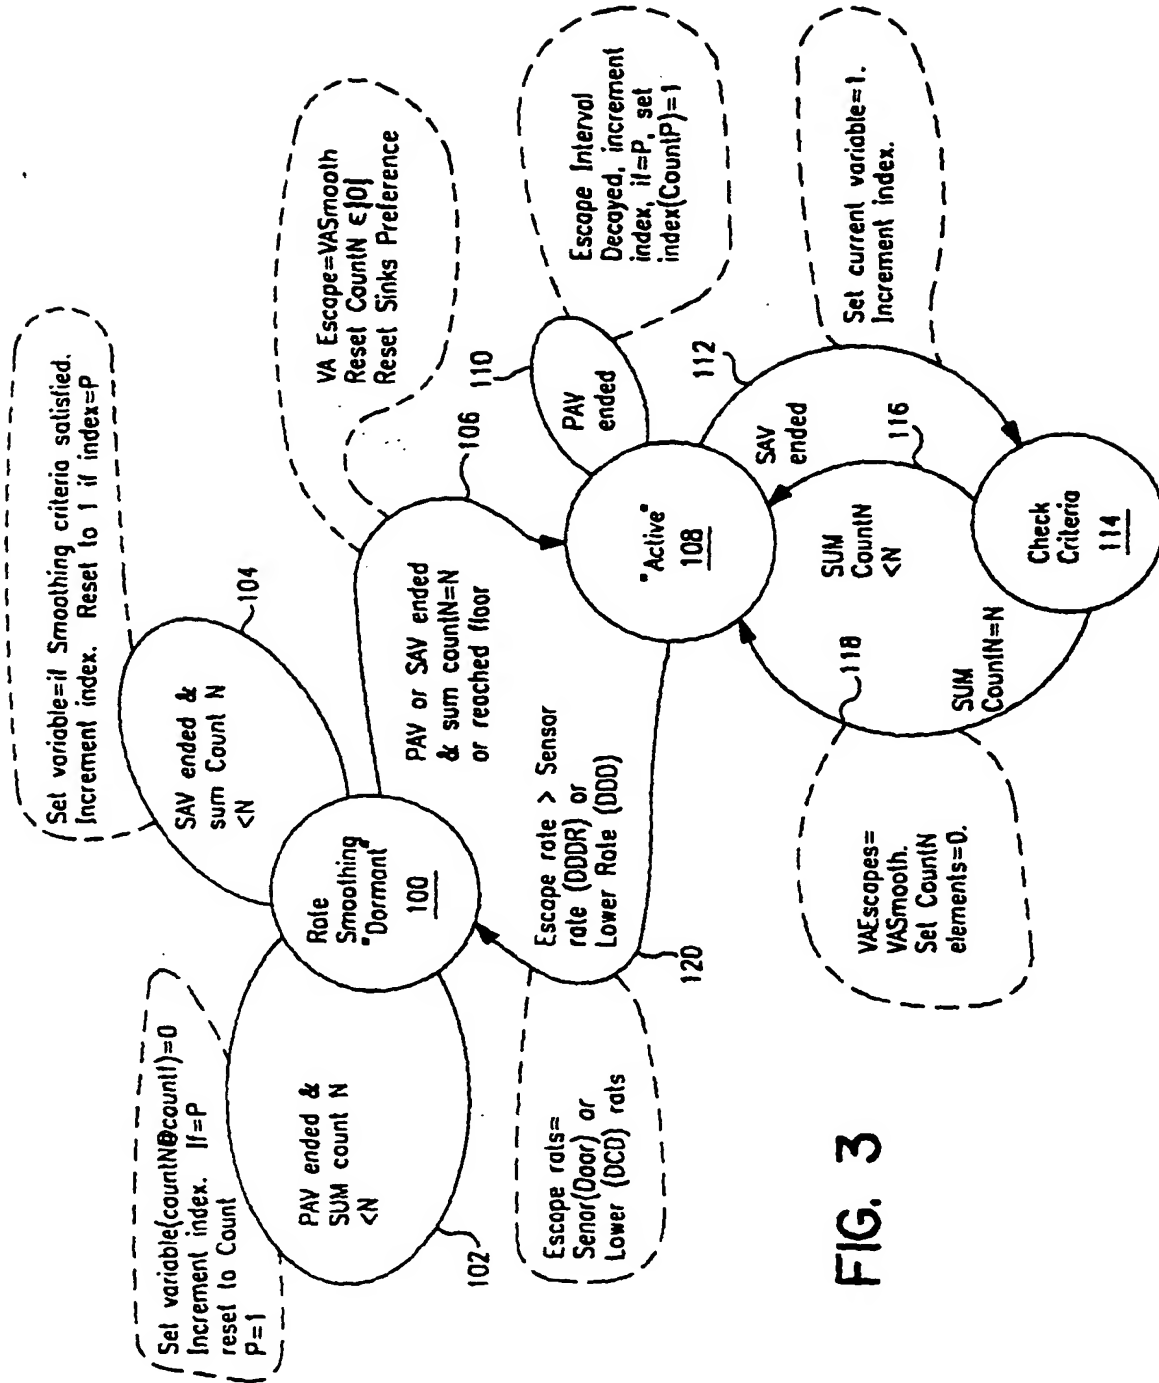 Set variable(countN@count1)=0
Increment index. If=P
reset to Count
P=1
PAV ended &
SUM count N
<N
102
Set variable=if Smoothing criteria satisfied.
Increment index. Reset to 1 if index=P
SAV ended &
sum Count N
<N
104
Rate
Smoothing
"Dormant"
100
VA Escape=VASmooth
Reset CountN ε{0}
Reset Sinks Preference
106
PAV or SAV ended
& sum countN=N
or reached floor
Escape rate > Sensor
rate (DDDR) or
Lower Rate (DDD)
120
Escape rats=
Senor(Door) or
Lower (DCD) rats
"Active"
108
PAV
ended
110
Escape Interval
Decayed, increment
index, if=P, set
index(CountP)=1
112
SAV
ended
Set current variable=1.
Increment index.
116
SUM
CountN
<N
Check
Criteria
114
SUM
CountN=N
118
VAEscapes=
VASmooth.
Set CountN
elements=0.
FIG. 3